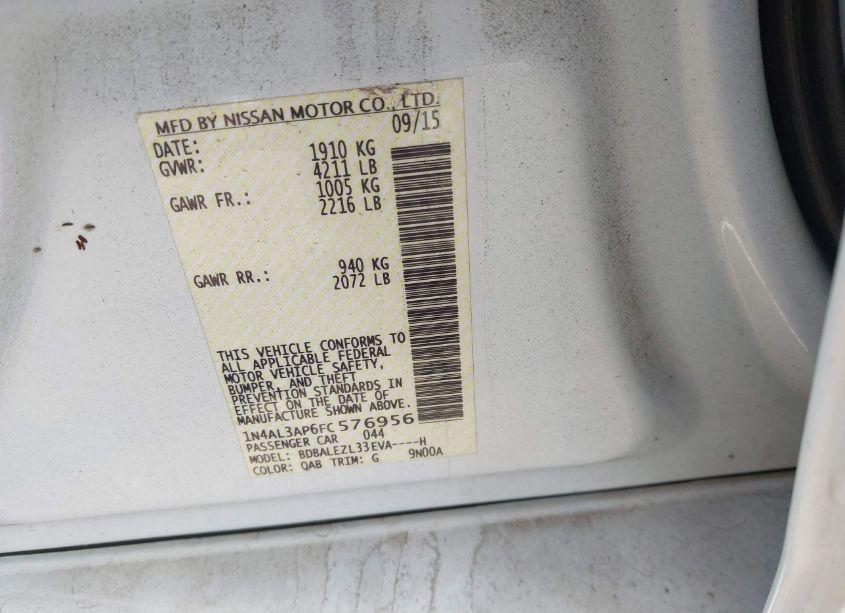 MFD BY NISSAN MOTOR CO., LTD.
DATE: 09/15
GVWR: 1910 KG
4211 LB
GAWR FR.: 1005 KG
2216 LB
GAWR RR.: 940 KG
2072 LB
THIS VEHICLE CONFORMS TO
ALL APPLICABLE FEDERAL
MOTOR VEHICLE SAFETY,
BUMPER, AND THEFT
PREVENTION STANDARDS IN
EFFECT ON THE DATE OF
MANUFACTURE SHOWN ABOVE.
1N4AL3AP6FC576956
PASSENGER CAR 044
MODEL: BDBALEZL33EVA----H
COLOR: QAB TRIM: G 9N00A